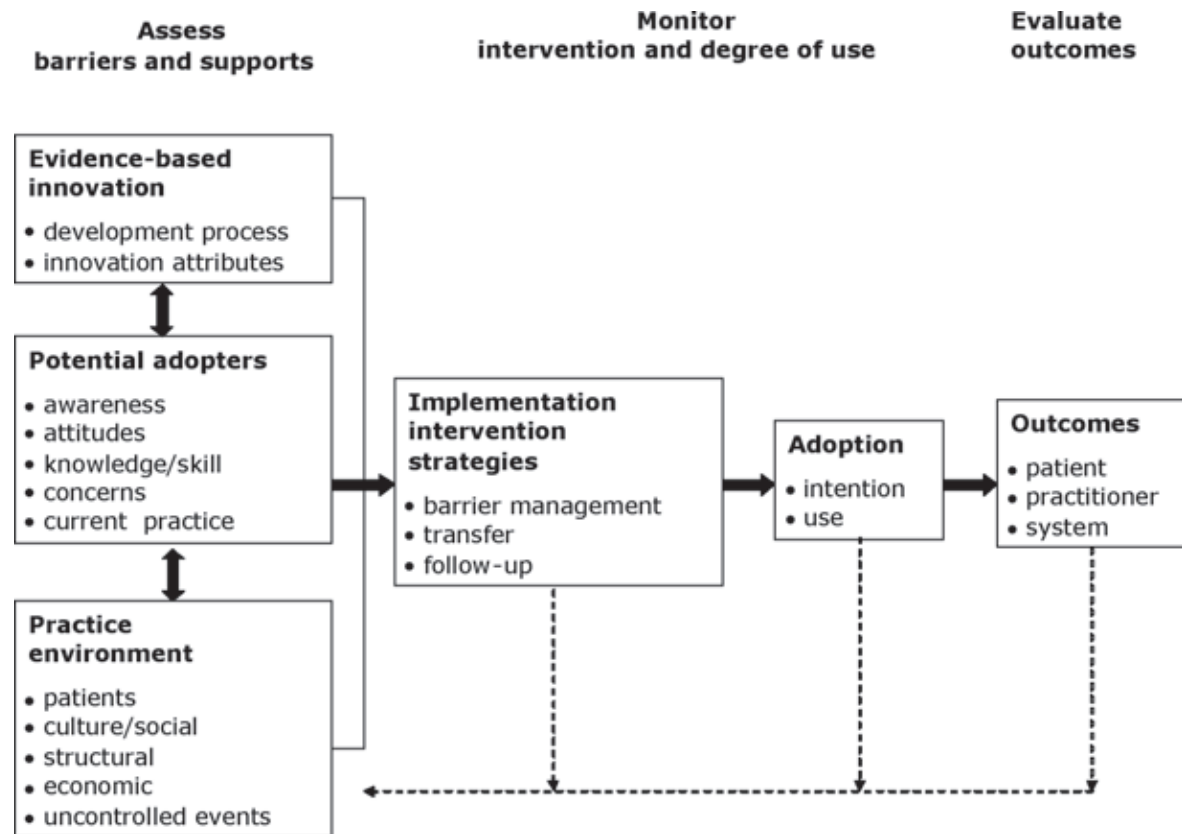 Assess
barriers and supports
Monitor
intervention and degree of use
Evaluate
outcomes
Evidence-based
innovation
• development process
• innovation attributes
Potential adopters
• awareness
• attitudes
• knowledge/skill
• concerns
• current practice
Practice
environment
• patients
• culture/social
• structural
• economic
• uncontrolled events
Implementation
intervention
strategies
• barrier management
• transfer
• follow-up
Adoption
• intention
• use
Outcomes
• patient
• practitioner
• system